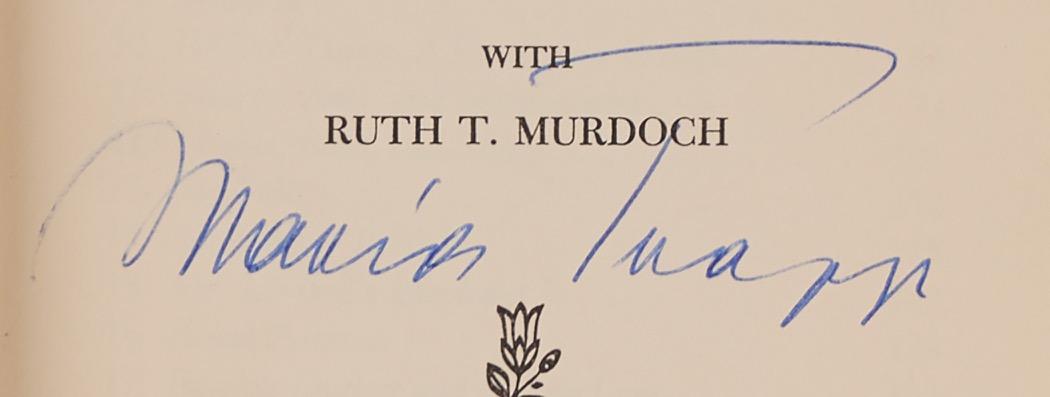 WITH
RUTH T. MURDOCH
Maria Trapp